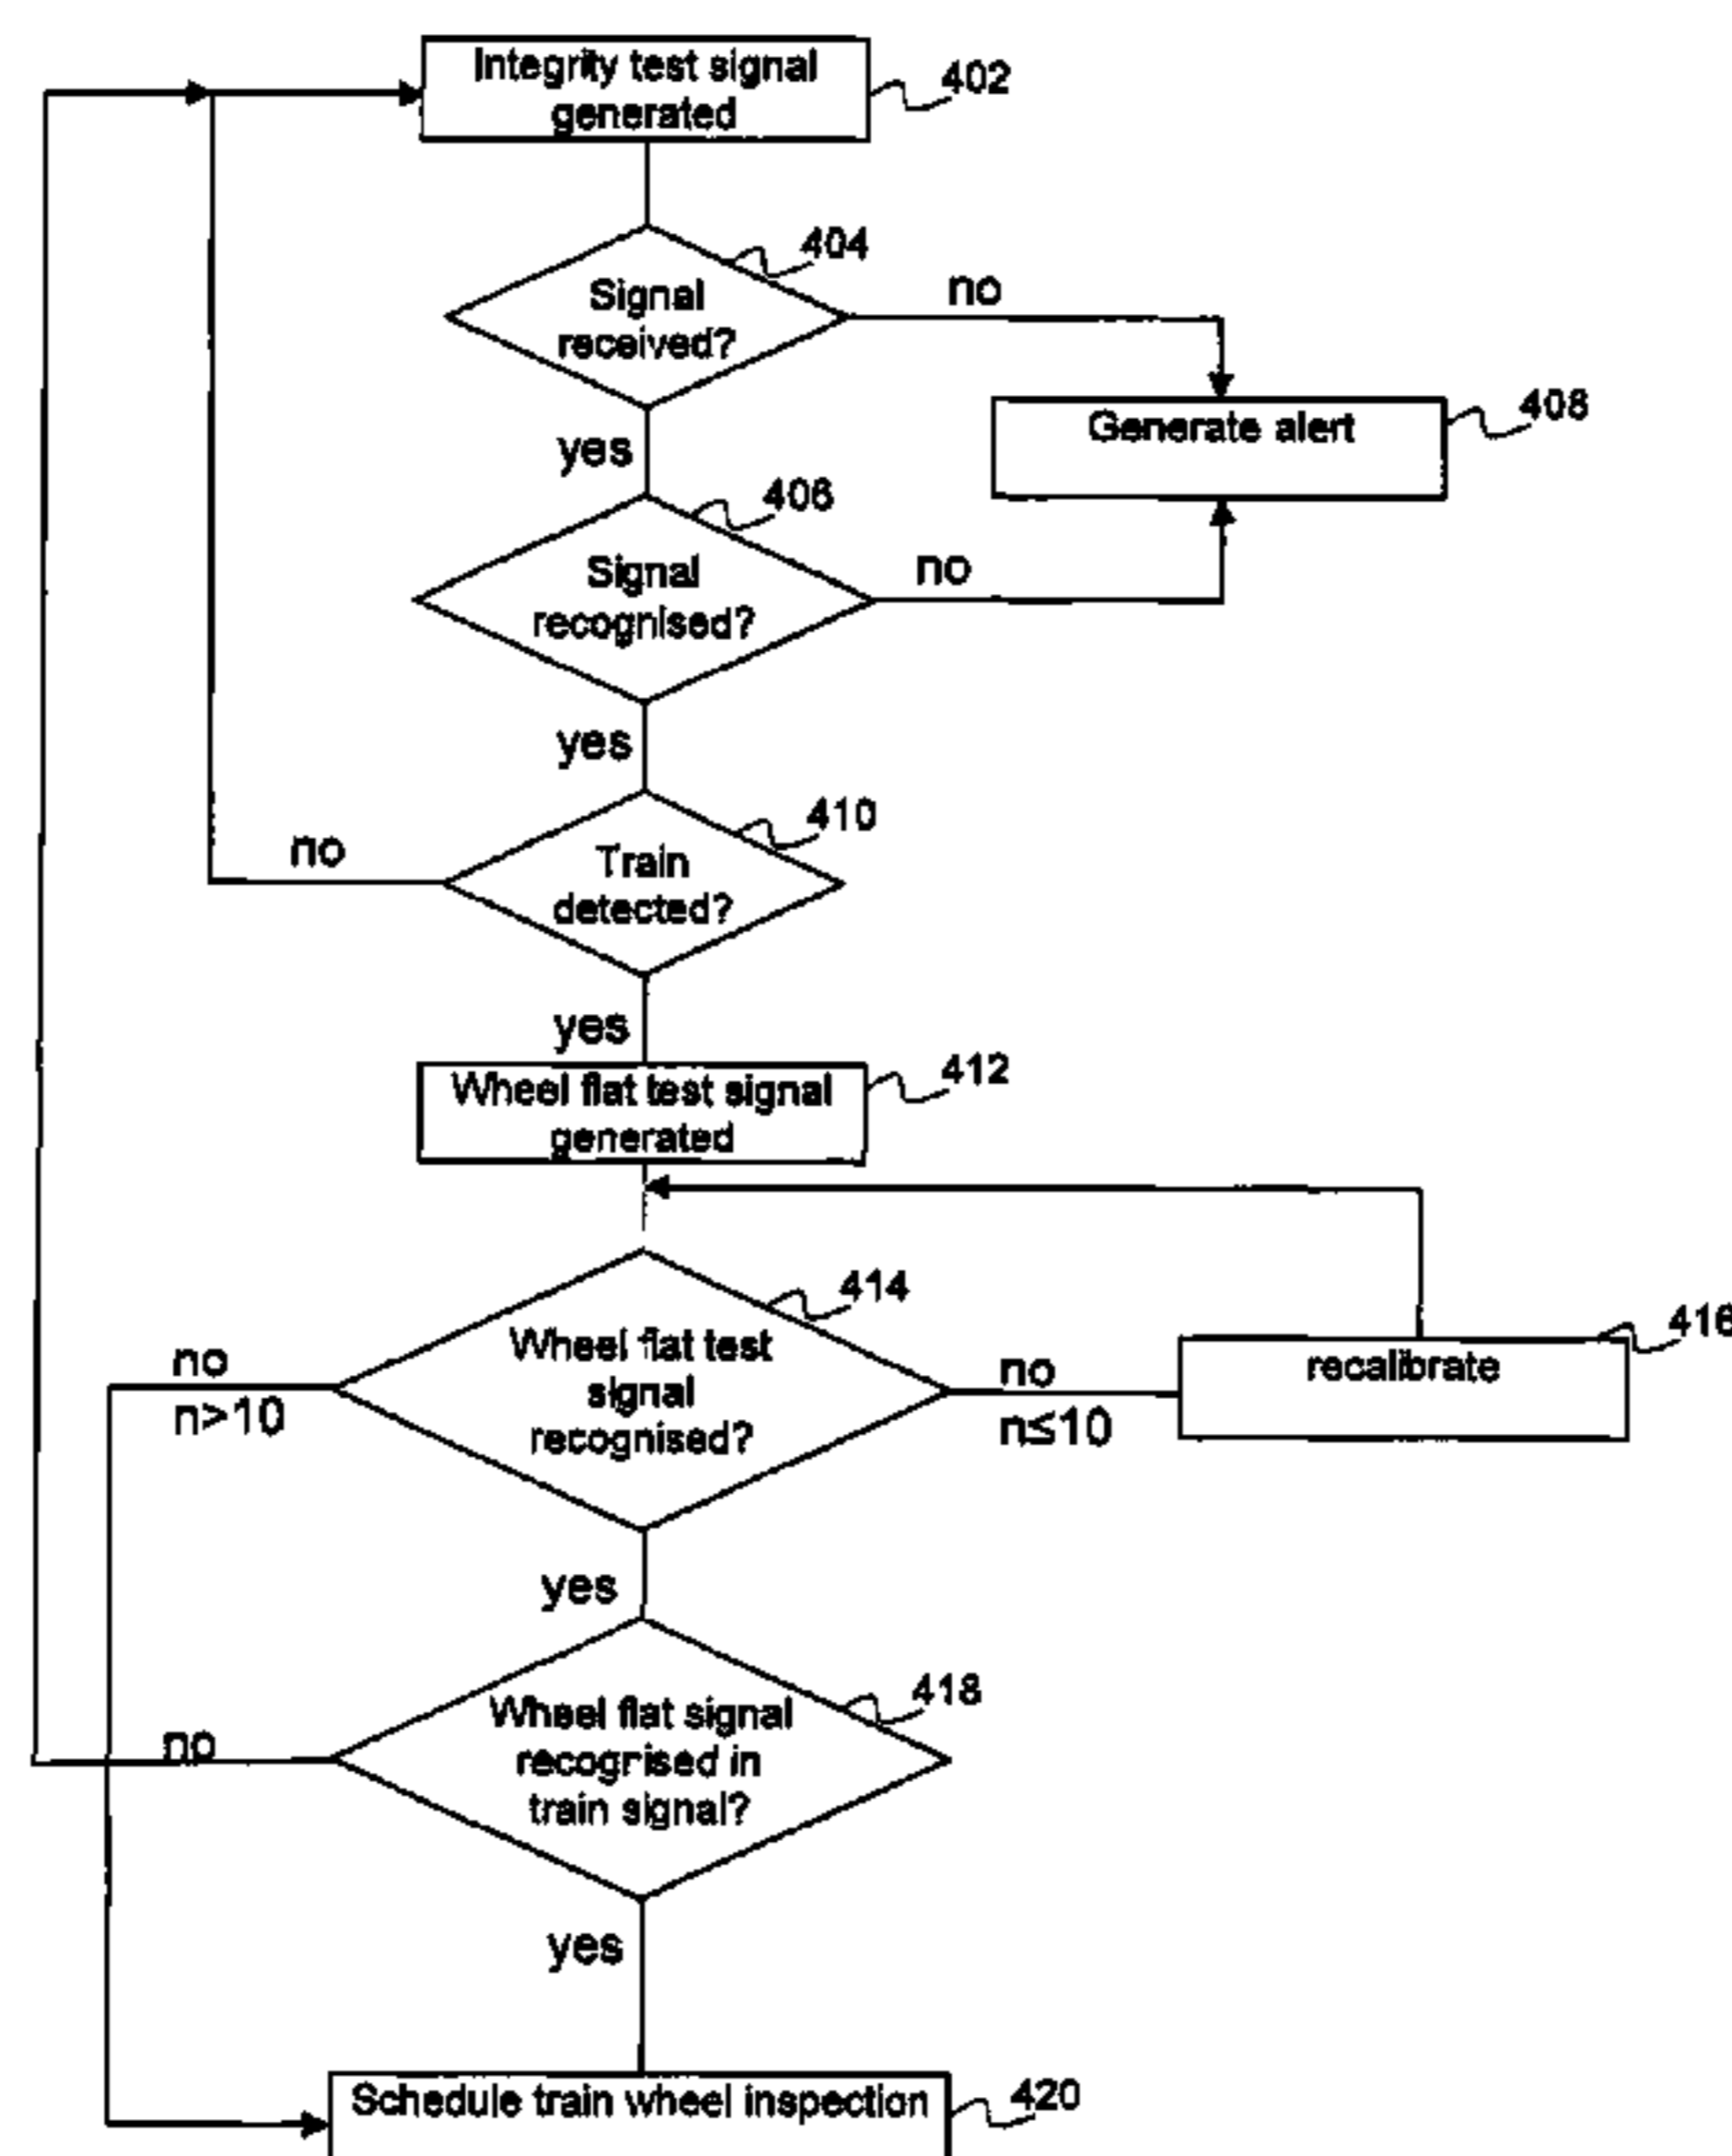 Integrity test signal
generated
402
404
Signal
received?
no
Generate alert
408
yes
406
Signal
recognised?
no
yes
410
Train
detected?
no
yes
Wheel flat test signal
generated
412
414
Wheel flat test
signal
recognised?
no
n>10
no
n≤10
416
recalibrate
yes
418
Wheel flat signal
recognised in
train signal?
no
yes
Schedule train wheel inspection
420